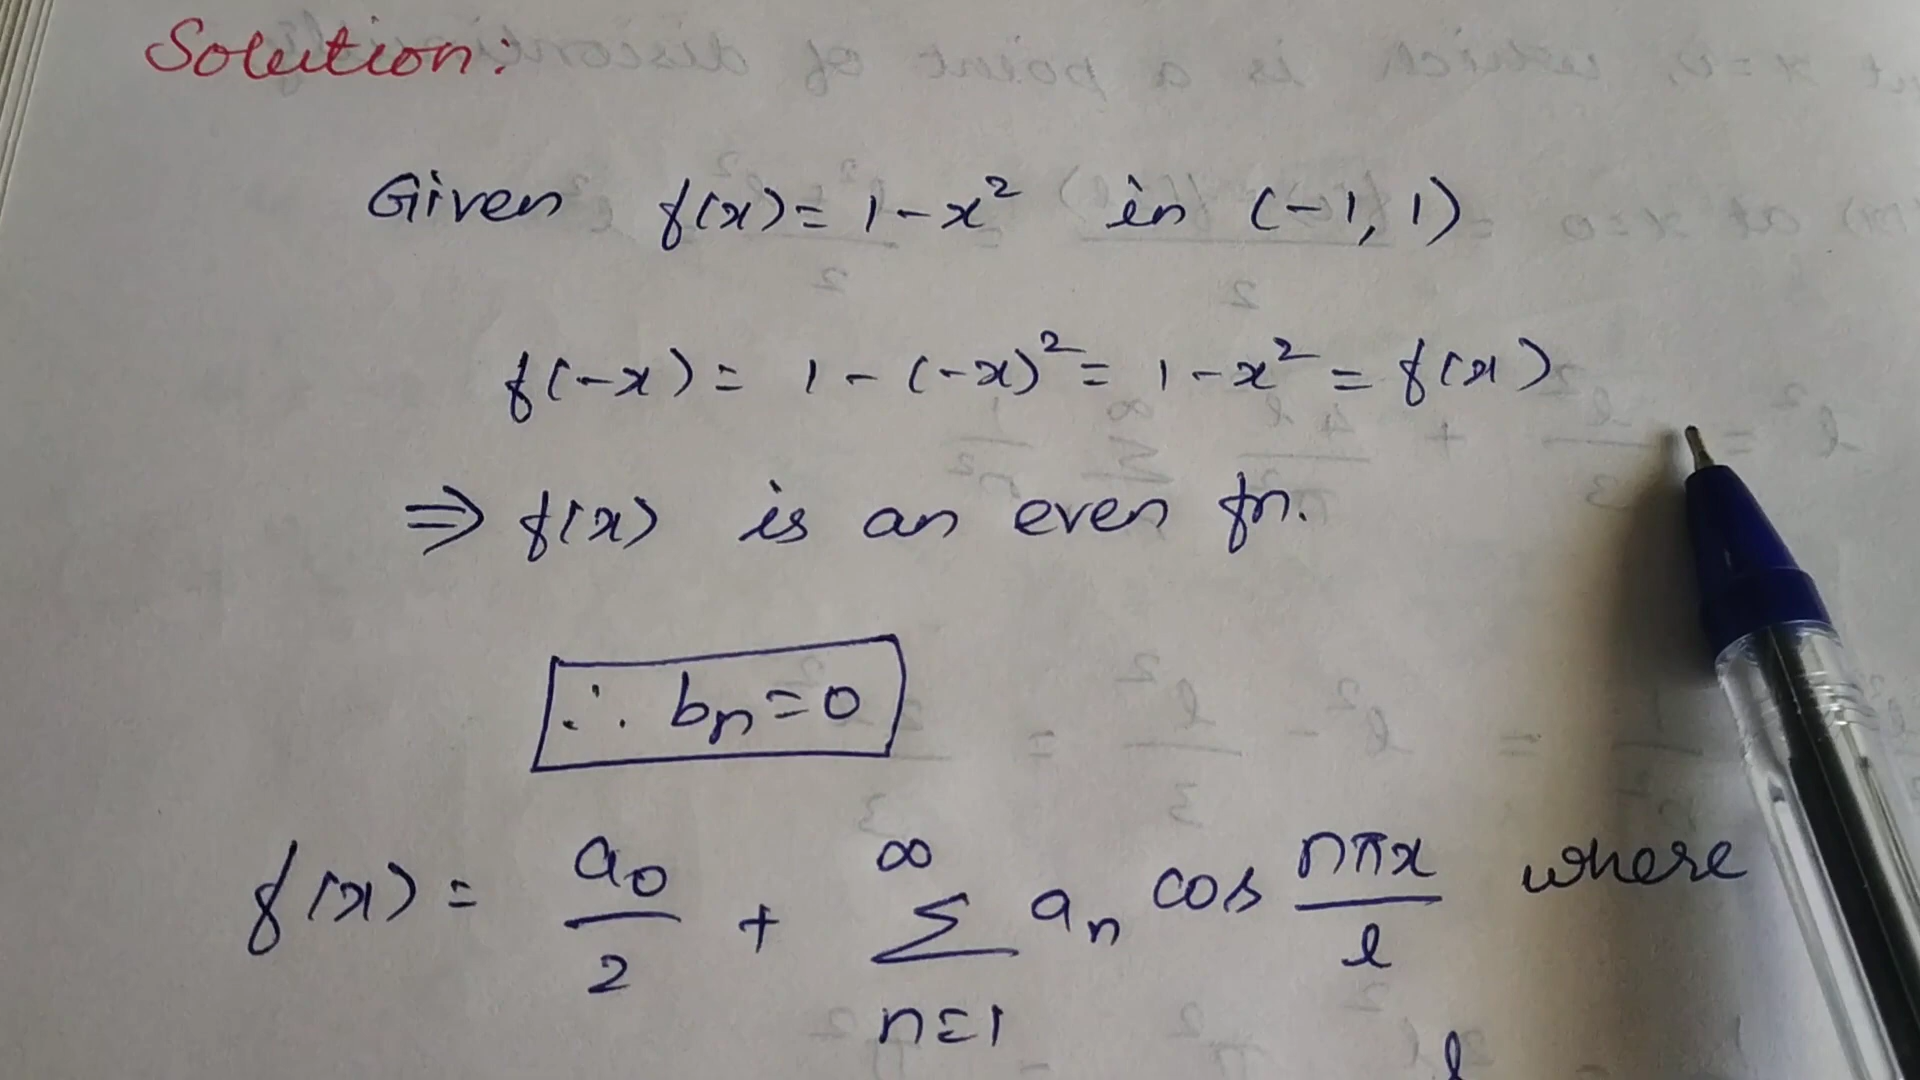 Solution:
Given f(x) = 1-x² in (-1, 1)
f(-x) = 1-(-x)² = 1-x² = f(x)
⇒ f(x) is an even fn.
∴ bn=0
f(x) = a₀/2 + ∞ Σ n=1 an cos nπx/l where
l